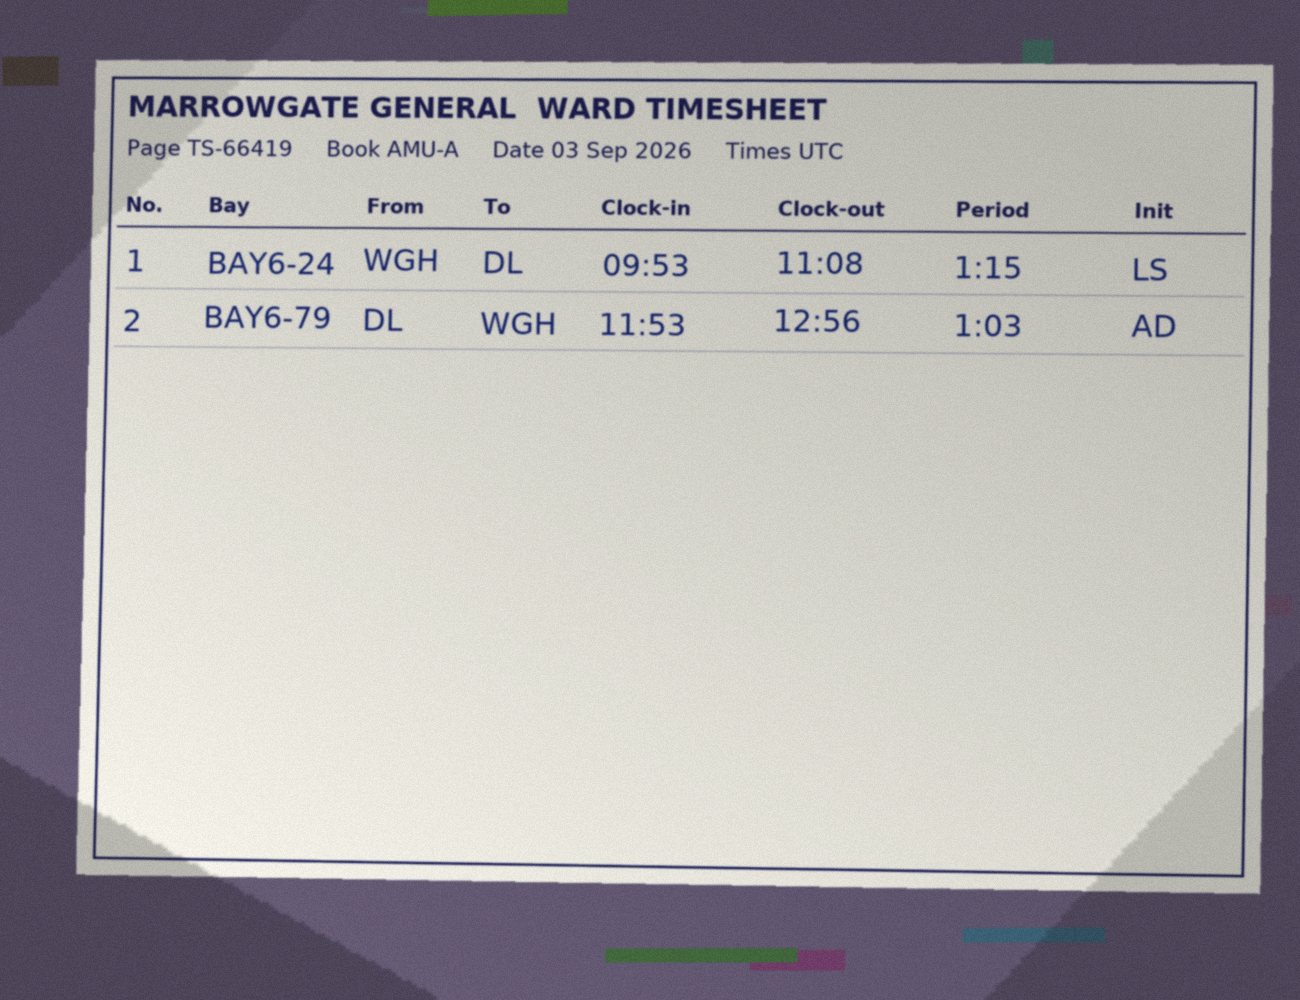 MARROWGATE GENERAL WARD TIMESHEET
Page TS-66419 Book AMU-A Date 03 Sep 2026 Times UTC
No. Bay From To Clock-in Clock-out Period Init
1 BAY6-24 WGH DL 09:53 11:08 1:15 LS
2 BAY6-79 DL WGH 11:53 12:56 1:03 AD